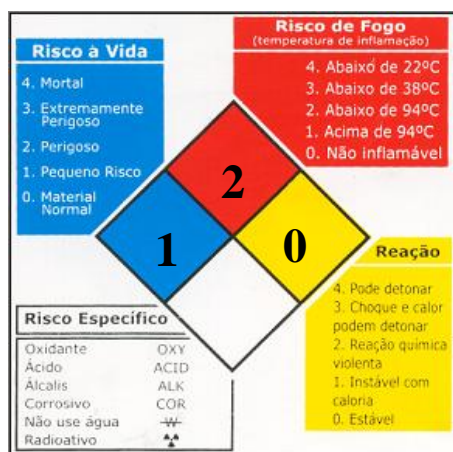 Risco à Vida
4. Mortal
3. Extremamente
Perigoso
2. Perigoso
1. Pequeno Risco
0. Material
Normal
Risco de Fogo
(temperatura de inflamação)
4. Abaixo de 22ºC
3. Abaixo de 38ºC
2. Abaixo de 94ºC
1. Acima de 94ºC
0. Não inflamável
2
1
0
Reação
4. Pode detonar
3. Choque e calor
podem detonar
2. Reação quimica
violenta
1. Instável com
caloria
0. Estável
Risco Específico
Oxidante OXY
Ácido ACID
Álcalis ALK
Corrosivo COR
Não use água W
Radioativo